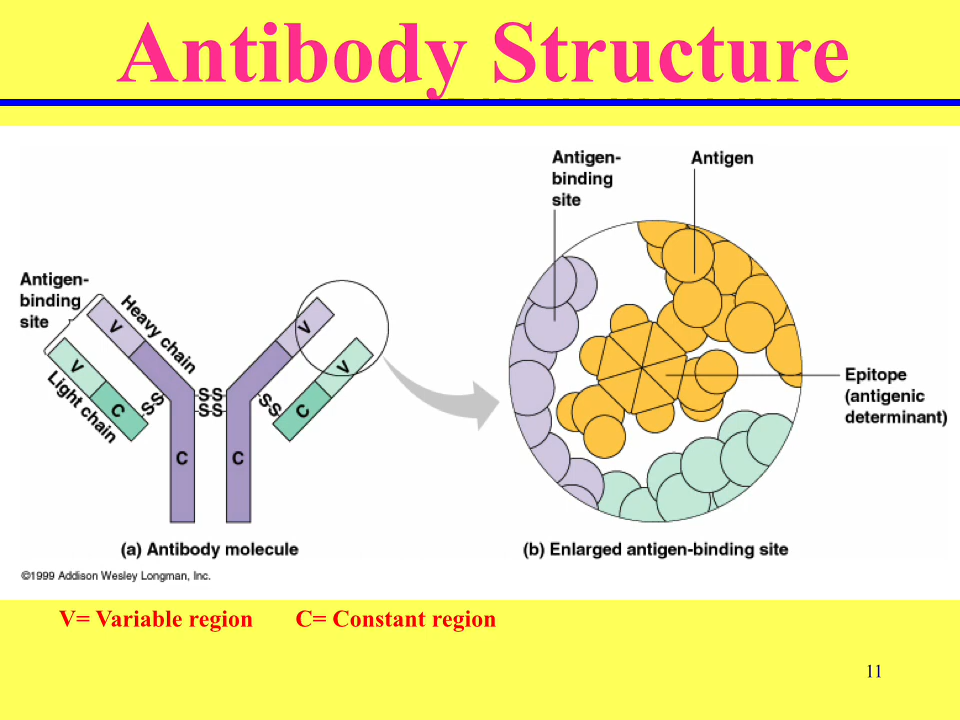 Antibody Structure
Antigen-
binding
site
Antigen
Antigen-
binding
site
Heavy chain
V
V
V
V
Light chain
C
SS
SS
SS
SS
C
C
C
Epitope
(antigenic
determinant)
(a) Antibody molecule
(b) Enlarged antigen-binding site
©1999 Addison Wesley Longman, Inc.
V= Variable region C= Constant region
11